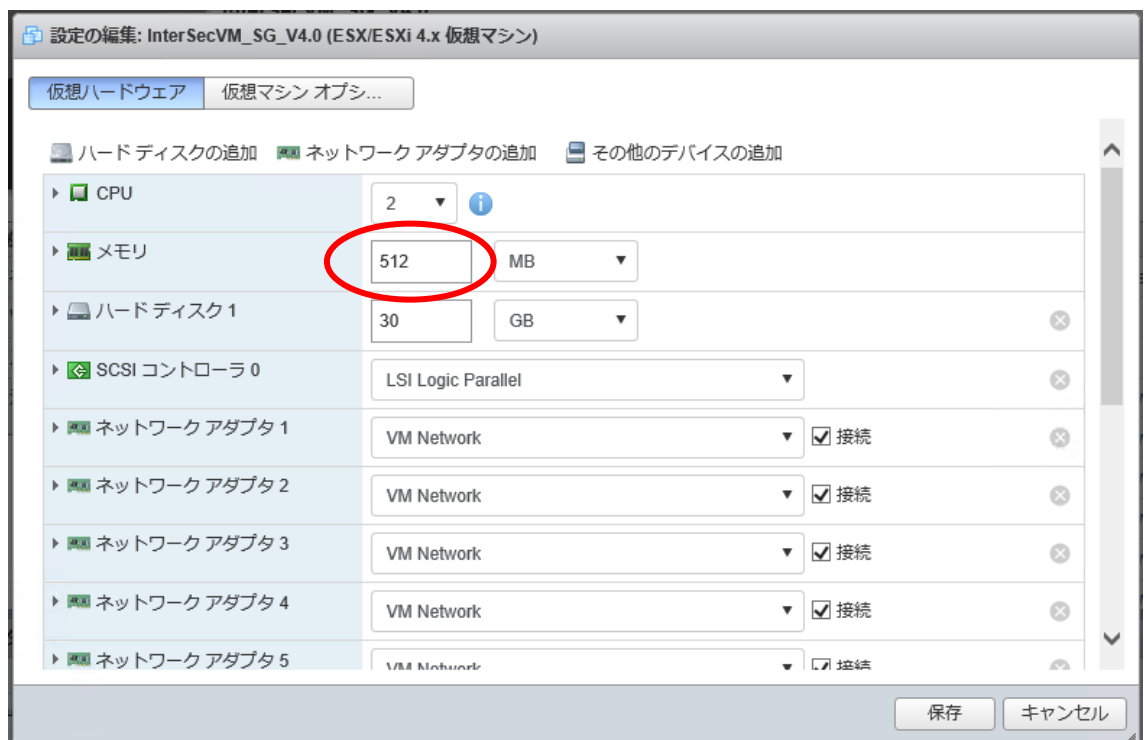 設定の編集: InterSecVM_SG_V4.0 (ESX/ESXi 4.x 仮想マシン)
仮想ハードウェア 仮想マシン オプシ...
ハード ディスクの追加 ネットワーク アダプタの追加 その他のデバイスの追加
CPU 2
メモリ 512 MB
ハード ディスク 1 30 GB
SCSI コントローラ 0 LSI Logic Parallel
ネットワーク アダプタ 1 VM Network 接続
ネットワーク アダプタ 2 VM Network 接続
ネットワーク アダプタ 3 VM Network 接続
ネットワーク アダプタ 4 VM Network 接続
ネットワーク アダプタ 5 VM Network 接続
保存 キャンセル